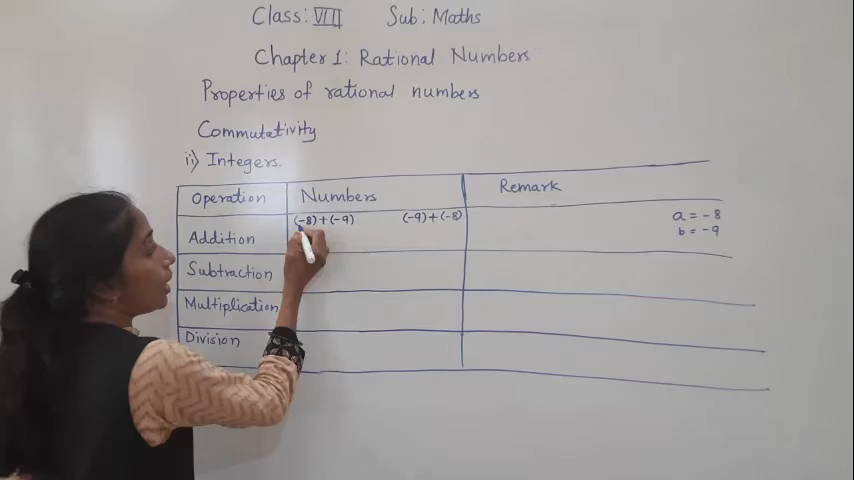 Class: VIII Sub: Maths
Chapter 1: Rational Numbers
Properties of rational numbers
Commutativity
ii) Integers.
Operation Numbers Remark
Addition (-8)+(-9) (-9)+(-8) a = -8
b = -9
Subtraction
Multiplication
Division